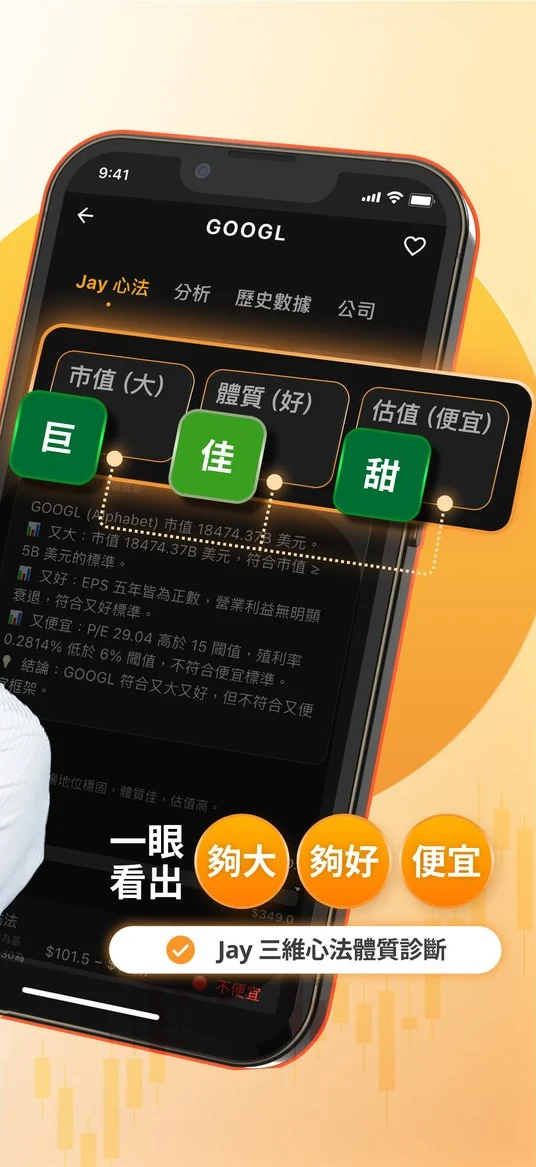 9:41
GOOGL
Jay 心法 分析 歷史數據 公司
市值 (大) 體質 (好) 估值 (便宜)
巨 佳 甜
GOOGL (Alphabet) 市值 18474.37B 美元。
又大：市值 18474.37B 美元，符合市值 ≥
5B 美元的標準。
又好：EPS 五年皆為正數，營業利益無明顯
衰退，符合又好標準。
又便宜：P/E 29.04 高於 15 閾值，殖利率
0.2814% 低於 6% 閾值，不符合便宜標準。
結論：GOOGL 符合又大又好，但不符合又便
宜框架。
場地位穩固，體質佳，估值高。
一眼
看出
夠大 夠好 便宜
$349.0
Jay 三維心法體質診斷
法
為基
$101.5 –
不便宜